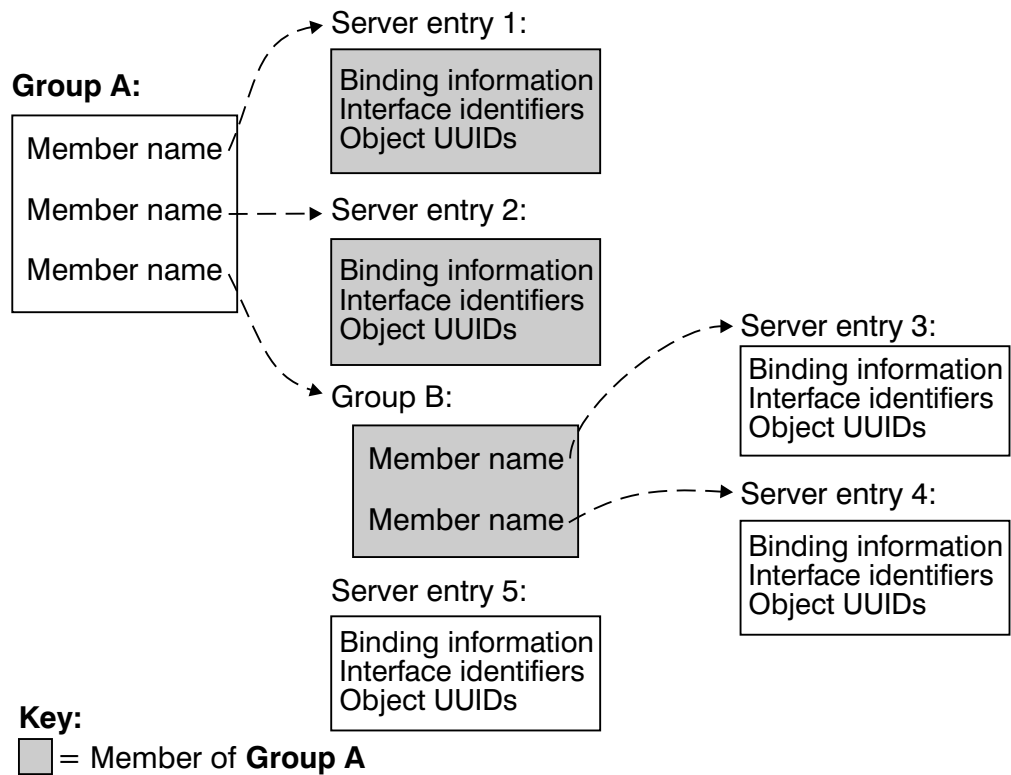 Group A:
Member name
Member name
Member name
Server entry 1:
Binding information
Interface identifiers
Object UUIDs
Server entry 2:
Binding information
Interface identifiers
Object UUIDs
Group B:
Member name
Member name
Server entry 3:
Binding information
Interface identifiers
Object UUIDs
Server entry 4:
Binding information
Interface identifiers
Object UUIDs
Server entry 5:
Binding information
Interface identifiers
Object UUIDs
Key:
= Member of Group A